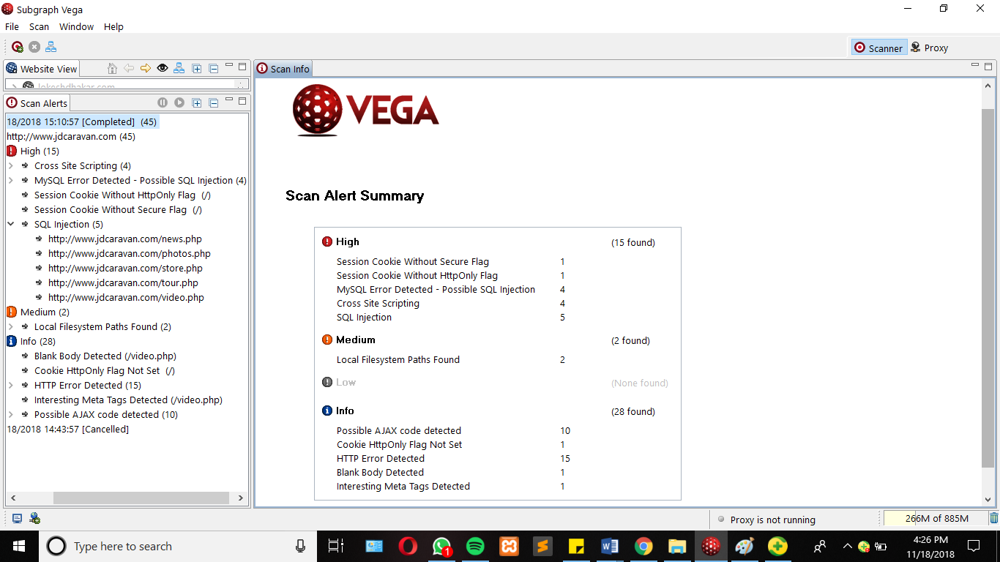 Subgraph Vega
File Scan Window Help
Scanner Proxy
Website View
lokeshdhakar.com
Scan Alerts
18/2018 15:10:57 [Completed] (45)
http://www.jdcaravan.com (45)
High (15)
Cross Site Scripting (4)
MySQL Error Detected - Possible SQL Injection (4)
Session Cookie Without HttpOnly Flag (/)
Session Cookie Without Secure Flag (/)
SQL Injection (5)
http://www.jdcaravan.com/news.php
http://www.jdcaravan.com/photos.php
http://www.jdcaravan.com/store.php
http://www.jdcaravan.com/tour.php
http://www.jdcaravan.com/video.php
Medium (2)
Local Filesystem Paths Found (2)
Info (28)
Blank Body Detected (/video.php)
Cookie HttpOnly Flag Not Set (/)
HTTP Error Detected (15)
Interesting Meta Tags Detected (/video.php)
Possible AJAX code detected (10)
18/2018 14:43:57 [Cancelled]
Scan Info
VEGA
Scan Alert Summary
High (15 found)
Session Cookie Without Secure Flag 1
Session Cookie Without HttpOnly Flag 1
MySQL Error Detected - Possible SQL Injection 4
Cross Site Scripting 4
SQL Injection 5
Medium (2 found)
Local Filesystem Paths Found 2
Low (None found)
Info (28 found)
Possible AJAX code detected 10
Cookie HttpOnly Flag Not Set 1
HTTP Error Detected 15
Blank Body Detected 1
Interesting Meta Tags Detected 1
Proxy is not running 266M of 885M
Type here to search
1
4:26 PM
11/18/2018